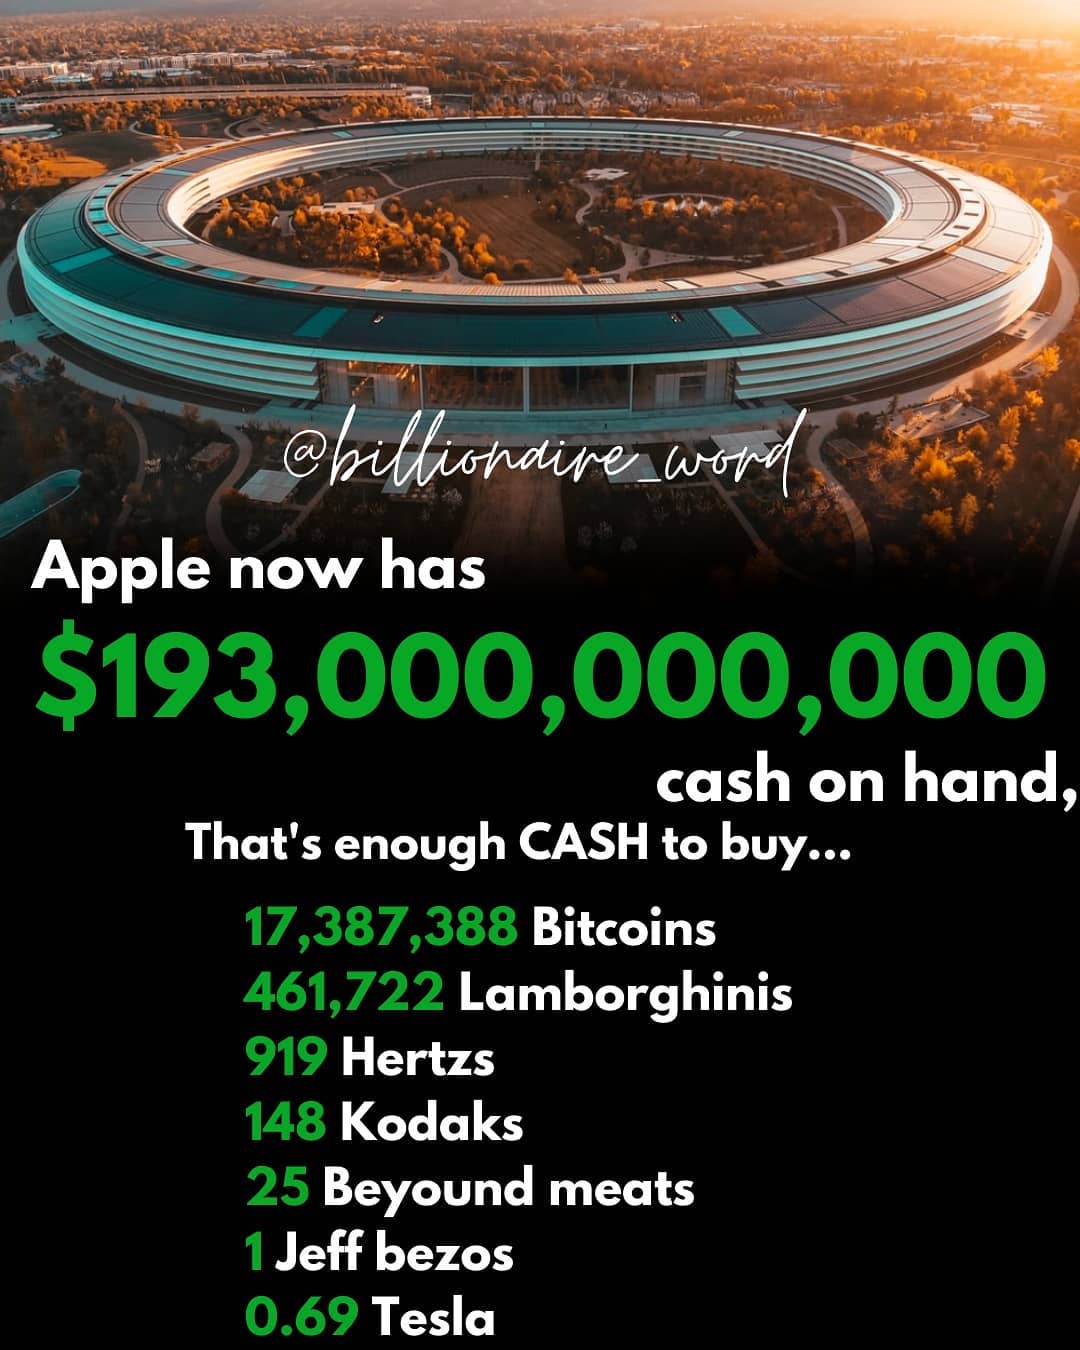 @billiondire_word
Apple now has
$193,000,000,000
cash on hand,
That's enough CASH to buy...
17,387,388 Bitcoins
461,722 Lamborghinis
919 Hertzs
148 Kodaks
25 Beyound meats
1 Jeff bezos
0.69 Tesla